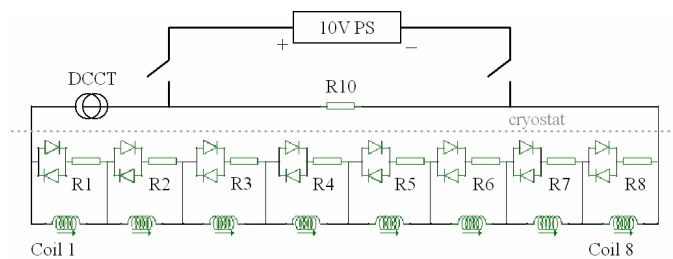 10V PS
+ −
DCCT
R10
cryostat
R1 R2 R3 R4 R5 R6 R7 R8
Coil 1 Coil 8